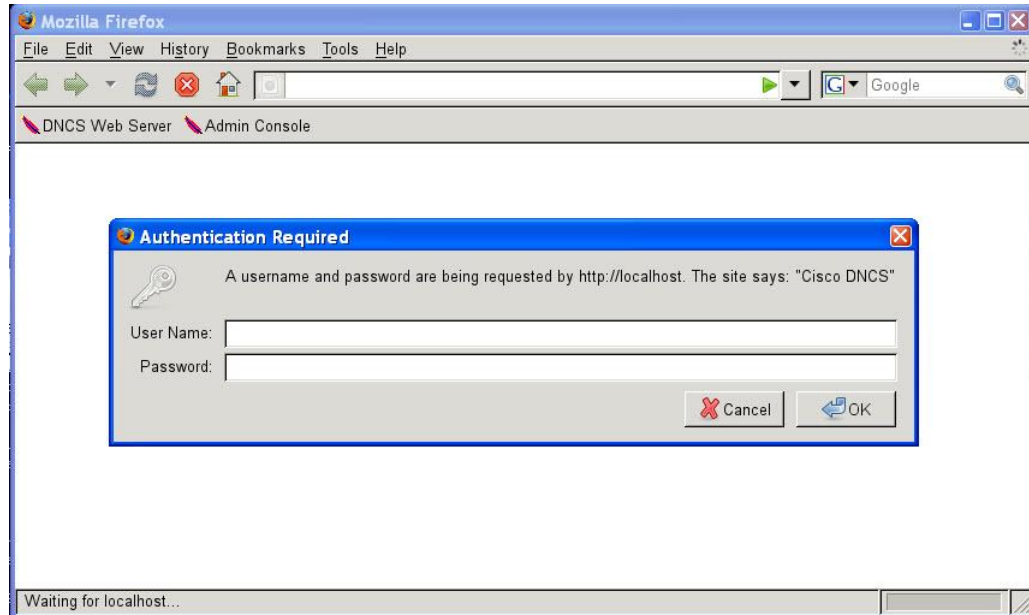 Mozilla Firefox
File Edit View History Bookmarks Tools Help
G Google
DNCS Web Server Admin Console
Authentication Required
A username and password are being requested by http://localhost. The site says: "Cisco DNCS"
User Name:
Password:
Cancel OK
Waiting for localhost...